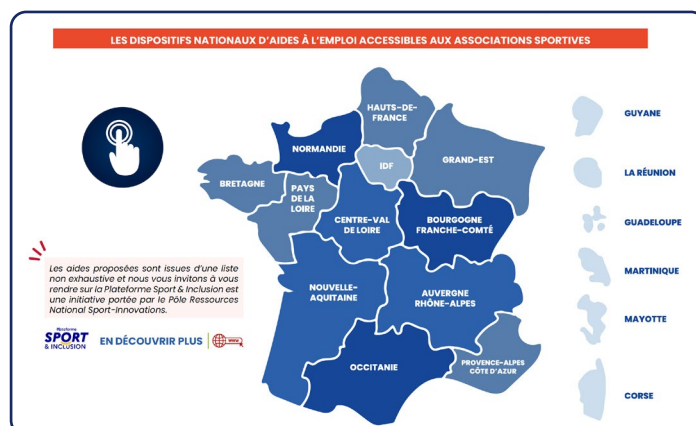 LES DISPOSITIFS NATIONAUX D'AIDES À L'EMPLOI ACCESSIBLES AUX ASSOCIATIONS SPORTIVES
HAUTS-DE-
FRANCE
NORMANDIE
IDF
GRAND-EST
BRETAGNE
PAYS
DE LA
LOIRE
CENTRE-VAL
DE LOIRE
BOURGOGNE
FRANCHE-COMTÉ
NOUVELLE-
AQUITAINE
AUVERGNE
RHÔNE-ALPES
OCCITANIE
PROVENCE-ALPES
CÔTE D'AZUR
GUYANE
LA RÉUNION
GUADELOUPE
MARTINIQUE
MAYOTTE
CORSE
Les aides proposées sont issues d'une liste
non exhaustive et nous vous invitons à vous
rendre sur la Plateforme Sport & Inclusion est
une initiative portée par le Pôle Ressources
National Sport-Innovations.
Plateforme
SPORT
& INCLUSION
EN DÉCOUVRIR PLUS
www